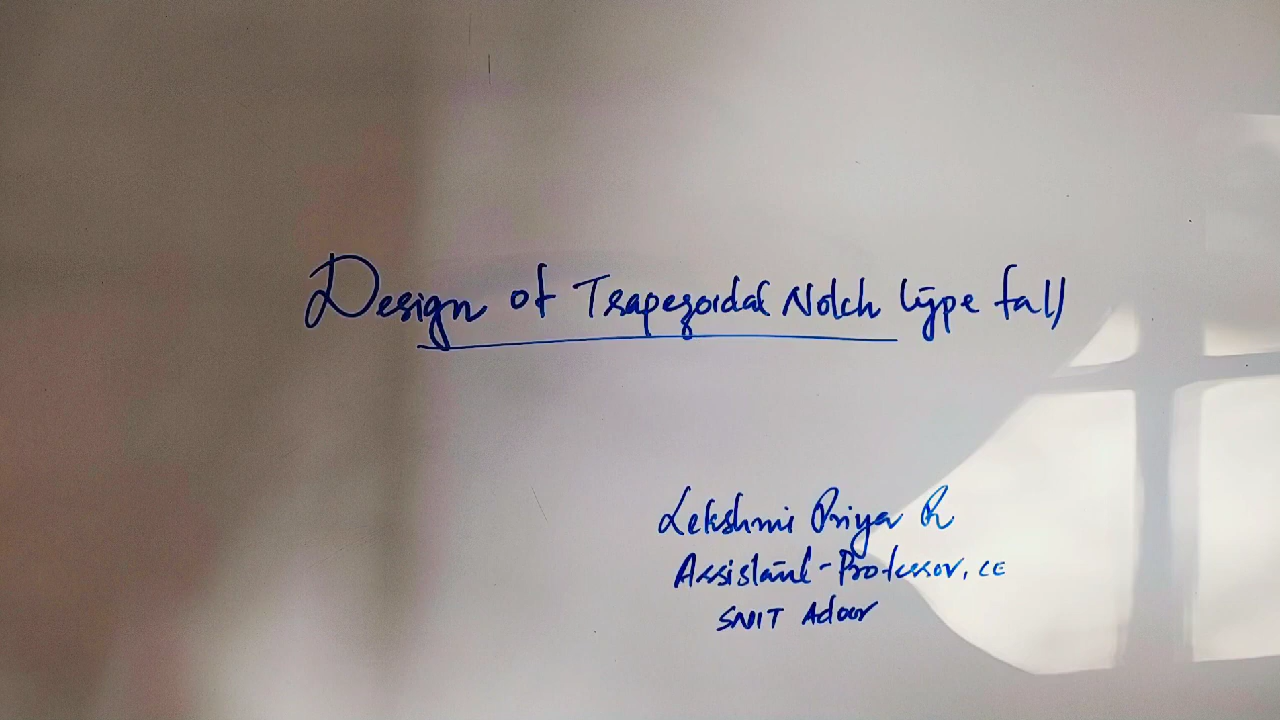 Design of Trapezoidal Notch type fall
Lekshmi Priya R
Assistant-Professor, CE
SNIT Adoor